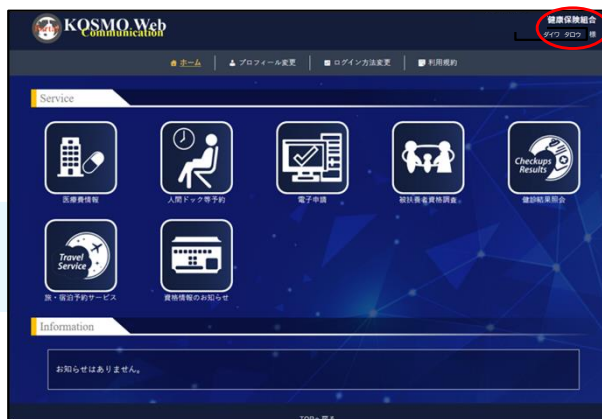 Portal
KOSMO Web
Communication
健康保険組合
ダイワ タロウ 様
ホーム
プロフィール変更
ログイン方法変更
利用規約
Service
医療費情報
人間ドック等予約
電子申請
被扶養者資格調査
Checkups
Results
健診結果照会
Travel
Service
旅・宿泊予約サービス
資格情報のお知らせ
Information
お知らせはありません。
TOPへ戻る